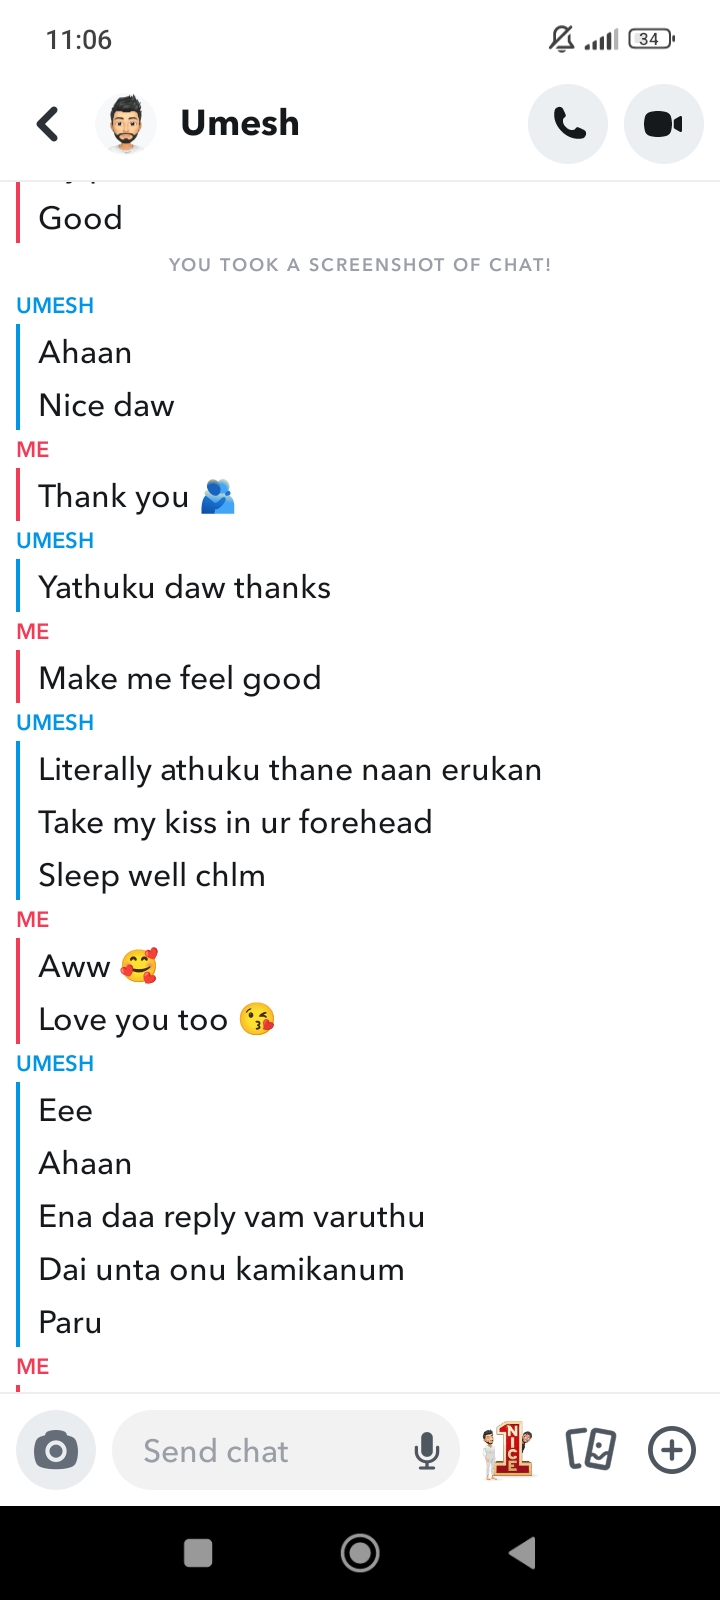 11:06
34
Umesh
Good
YOU TOOK A SCREENSHOT OF CHAT!
UMESH
Ahaan
Nice daw
ME
Thank you 🫂
UMESH
Yathuku daw thanks
ME
Make me feel good
UMESH
Literally athuku thane naan erukan
Take my kiss in ur forehead
Sleep well chlm
ME
Aww 🥰
Love you too 😘
UMESH
Eee
Ahaan
Ena daa reply vam varuthu
Dai unta onu kamikanum
Paru
ME
Send chat
1
NICE